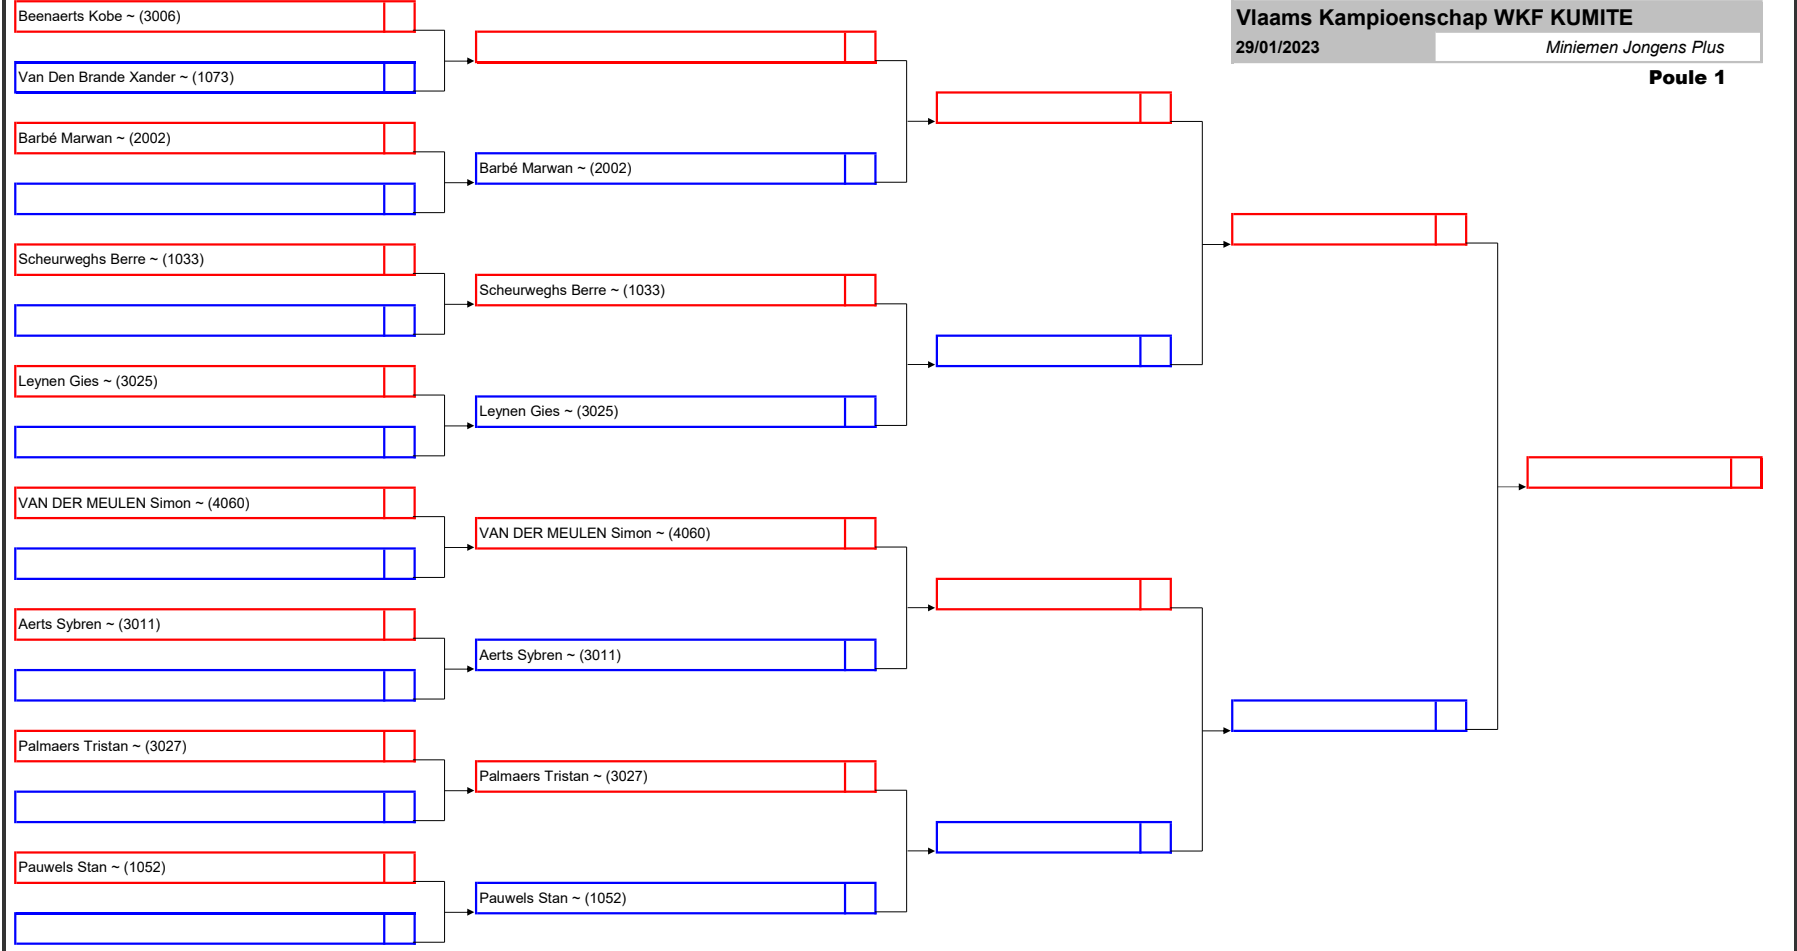 Vlaams Kampioenschap WKF KUMITE
29/01/2023
Miniemen Jongens Plus
Poule 1
Beenaerts Kobe ~ (3006)
Van Den Brande Xander ~ (1073)
Barbé Marwan ~ (2002)
Scheurweghs Berre ~ (1033)
Leynen Gies ~ (3025)
VAN DER MEULEN Simon ~ (4060)
Aerts Sybren ~ (3011)
Palmaers Tristan ~ (3027)
Pauwels Stan ~ (1052)
Barbé Marwan ~ (2002)
Scheurweghs Berre ~ (1033)
Leynen Gies ~ (3025)
VAN DER MEULEN Simon ~ (4060)
Aerts Sybren ~ (3011)
Palmaers Tristan ~ (3027)
Pauwels Stan ~ (1052)